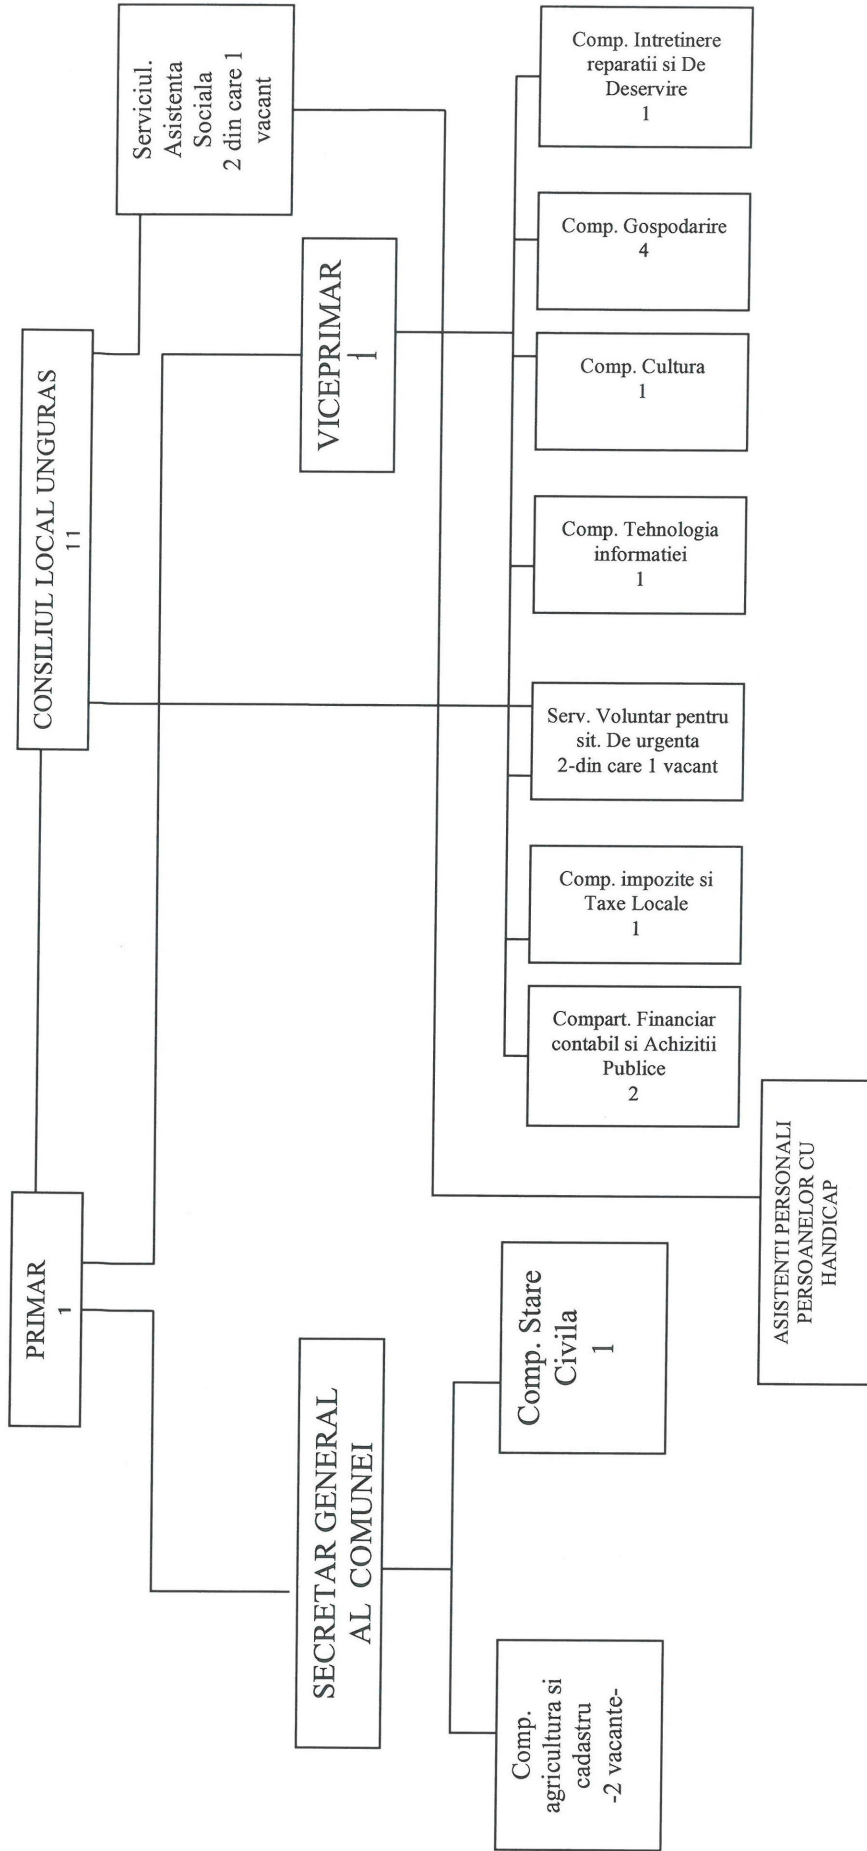 PRIMAR
1
CONSILIUL LOCAL UNGURAS
11
Serviciul.
Asistenta
Sociala
2 din care 1
vacant
SECRETAR GENERAL
AL COMUNEI
VICEPRIMAR
1
Comp.
agricultura si
cadastru
-2 vacante-
Comp. Stare
Civila
1
Compart. Financiar
contabil si Achizitii
Publice
2
Comp. impozite si
Taxe Locale
1
Serv. Voluntar pentru
sit. De urgenta
2-din care 1 vacant
Comp. Tehnologia
informatiei
1
Comp. Cultura
1
Comp. Gospodarire
4
Comp. Intretinere
reparatii si De
Deservire
1
ASISTENTI PERSONALI
PERSOANELOR CU
HANDICAP